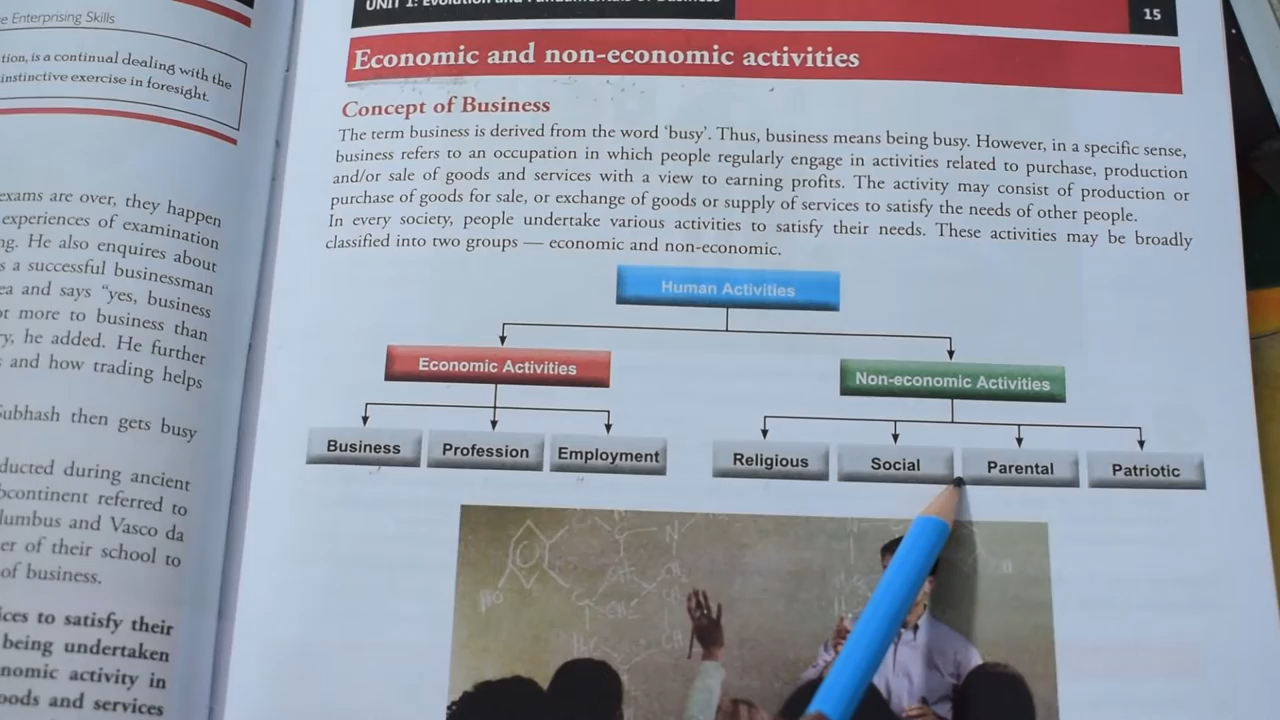 e Enterprising Skills
tion, is a continual dealing with the
instinctive exercise in foresight.
exams are over, they happen
experiences of examination
ng. He also enquires about
s a successful businessman
ea and says “yes, business
ot more to business than
ry, he added. He further
and how trading helps
Subhash then gets busy
ducted during ancient
bcontinent referred to
lumbus and Vasco da
er of their school to
of business.
ices to satisfy their
being undertaken
nomic activity in
oods and services
UNIT 1: Evolution and Fundamentals of Business
15
Economic and non-economic activities
Concept of Business
The term business is derived from the word ‘busy’. Thus, business means being busy. However, in a specific sense,
business refers to an occupation in which people regularly engage in activities related to purchase, production
and/or sale of goods and services with a view to earning profits. The activity may consist of production or
purchase of goods for sale, or exchange of goods or supply of services to satisfy the needs of other people.
In every society, people undertake various activities to satisfy their needs. These activities may be broadly
classified into two groups — economic and non-economic.
Human Activities
Economic Activities
Non-economic Activities
Business
Profession
Employment
Religious
Social
Parental
Patriotic